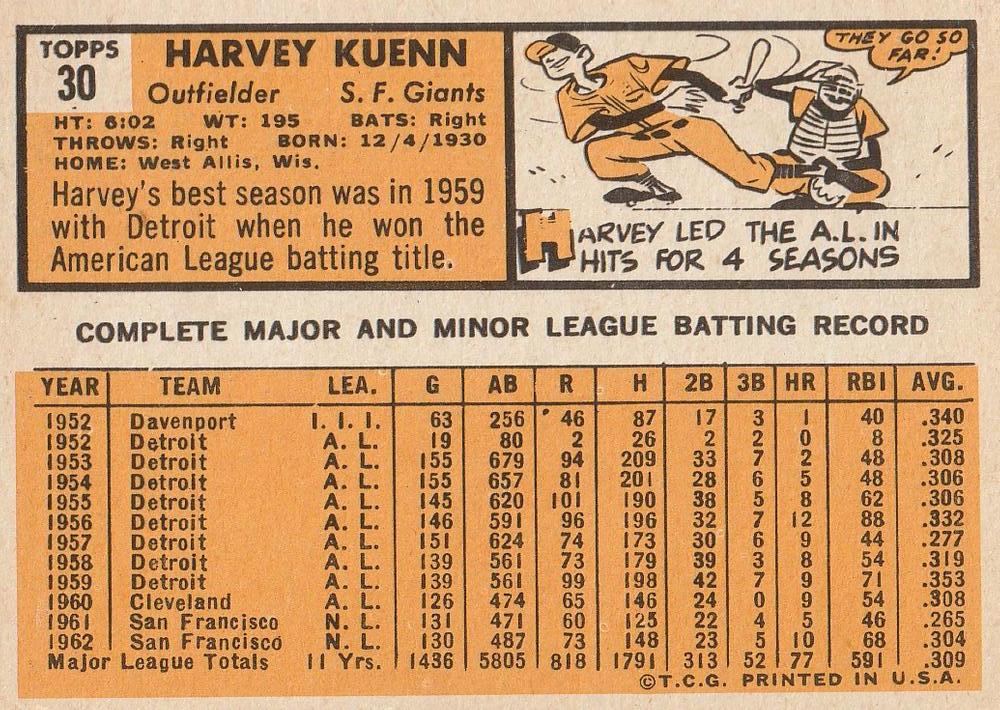 TOPPS
30
HARVEY KUENN
Outfielder S. F. Giants
HT: 6:02 WT: 195 BATS: Right
THROWS: Right BORN: 12/4/1930
HOME: West Allis, Wis.
Harvey's best season was in 1959
with Detroit when he won the
American League batting title.
THEY GO SO
FAR!
HARVEY LED THE A.L. IN
HITS FOR 4 SEASONS
COMPLETE MAJOR AND MINOR LEAGUE BATTING RECORD
YEAR TEAM LEA. G AB R H 2B 3B HR RBI AVG.
1952 Davenport I. I. I. 63 256 46 87 17 3 1 40 .340
1952 Detroit A. L. 19 80 2 26 2 2 0 8 .325
1953 Detroit A. L. 155 679 94 209 33 7 2 48 .308
1954 Detroit A. L. 155 657 81 201 28 6 5 48 .306
1955 Detroit A. L. 145 620 101 190 38 5 8 62 .306
1956 Detroit A. L. 146 591 96 196 32 7 12 88 .332
1957 Detroit A. L. 151 624 74 173 30 6 9 44 .277
1958 Detroit A. L. 139 561 73 179 39 3 8 54 .319
1959 Detroit A. L. 139 561 99 198 42 7 9 71 .353
1960 Cleveland A. L. 126 474 65 146 24 0 9 54 .308
1961 San Francisco N. L. 131 471 60 125 22 4 5 46 .265
1962 San Francisco N. L. 130 487 73 148 23 5 10 68 .304
Major League Totals 11 Yrs. 1436 5805 818 1791 313 52 77 591 .309
©T.C.G. PRINTED IN U.S.A.